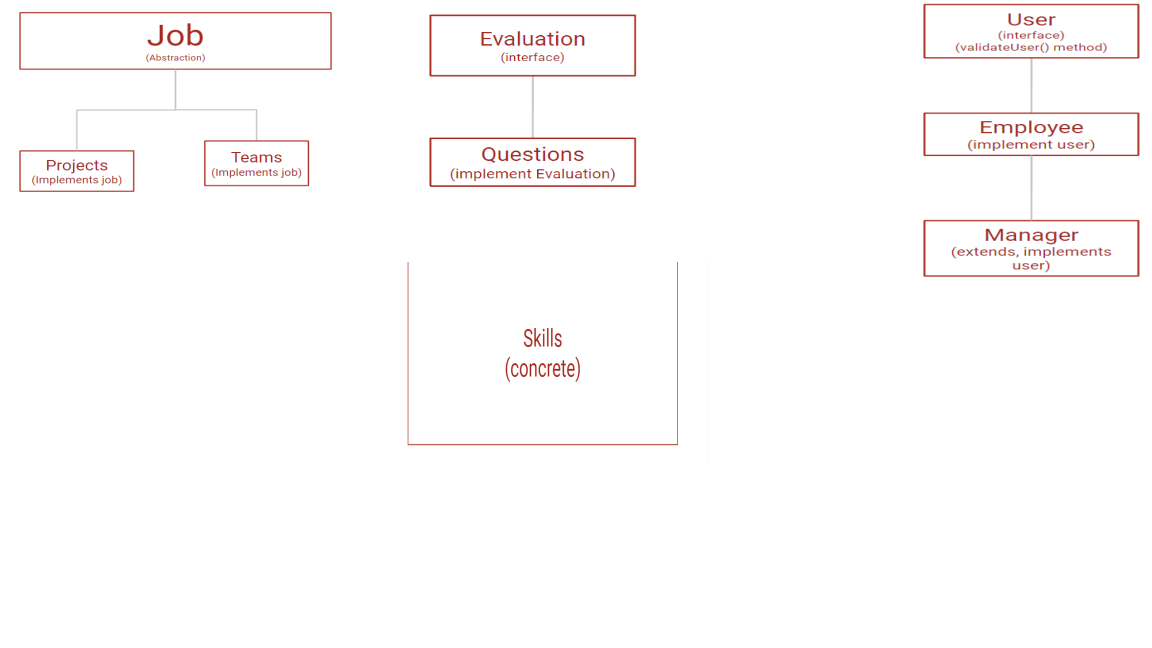 Job
(Abstraction)
Projects
(Implements job)
Teams
(Implements job)
Evaluation
(interface)
Questions
(implement Evaluation)
Skills
(concrete)
User
(interface)
(validateUser() method)
Employee
(implement user)
Manager
(extends, implements
user)